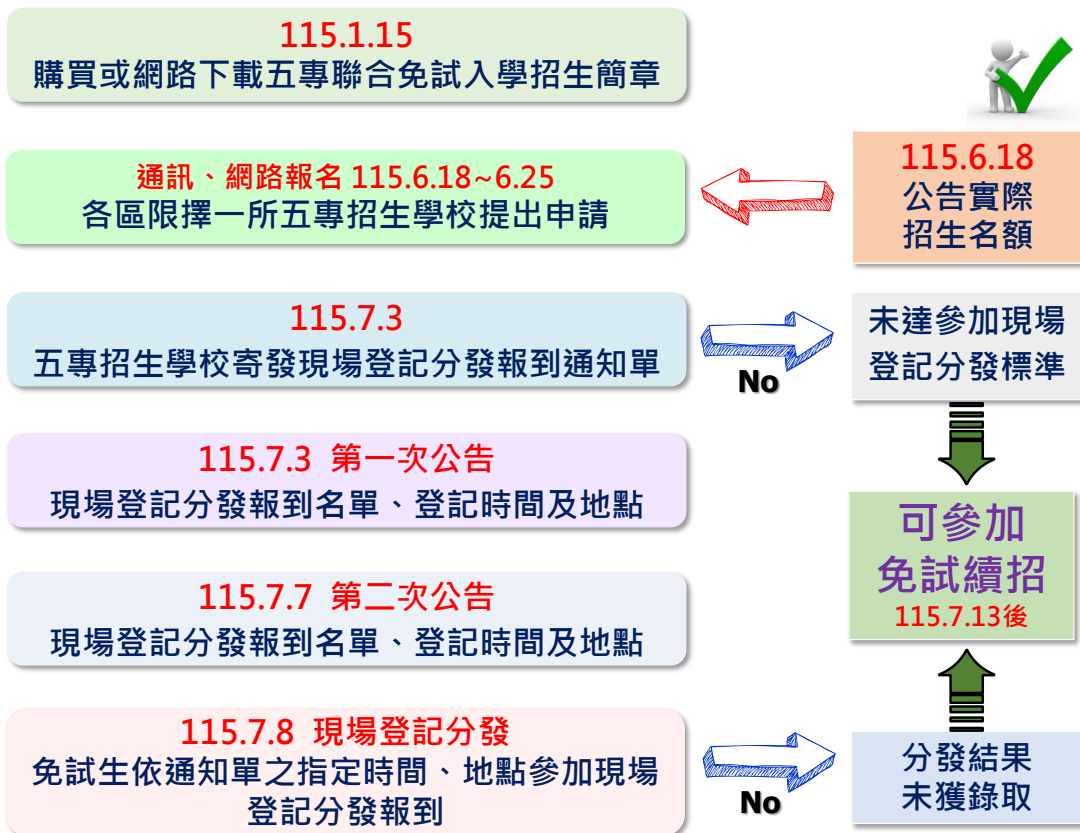 115.1.15
購買或網路下載五專聯合免試入學招生簡章
通訊、網路報名 115.6.18~6.25
各區限擇一所五專招生學校提出申請
115.6.18
公告實際
招生名額
115.7.3
五專招生學校寄發現場登記分發報到通知單
No
未達參加現場
登記分發標準
115.7.3 第一次公告
現場登記分發報到名單、登記時間及地點
可參加
免試續招
115.7.13後
115.7.7 第二次公告
現場登記分發報到名單、登記時間及地點
115.7.8 現場登記分發
免試生依通知單之指定時間、地點參加現場
登記分發報到
No
分發結果
未獲錄取